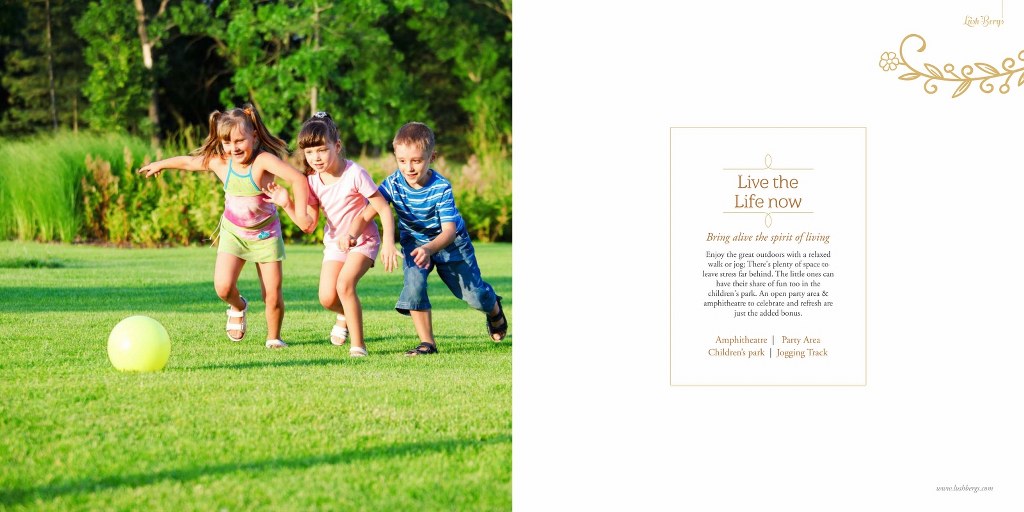 Lush Bergs
Live the
Life now
Bring alive the spirit of living
Enjoy the great outdoors with a relaxed
walk or jog; There's plenty of space to
leave stress far behind. The little ones can
have their share of fun too in the
children's park. An open party area &
amphitheatre to celebrate and refresh are
just the added bonus.
Amphitheatre | Party Area
Children's park | Jogging Track
www.lushbergs.com